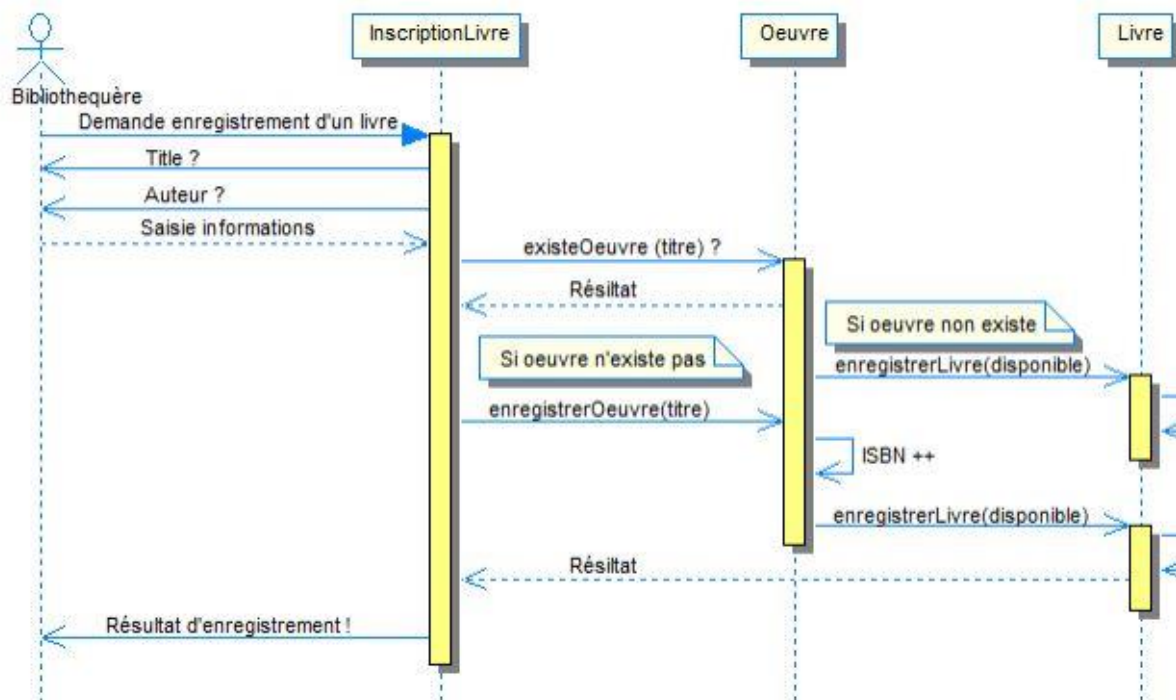 InscriptionLivre
Oeuvre
Livre
Bibliothequère
Demande enregistrement d'un livre
Title ?
Auteur ?
Saisie informations
existeOeuvre (titre) ?
Résiltat
Si oeuvre non existe
Si oeuvre n'existe pas
enregistrerLivre(disponible)
enregistrerOeuvre(titre)
ISBN ++
enregistrerLivre(disponible)
Résiltat
Résultat d'enregistrement !